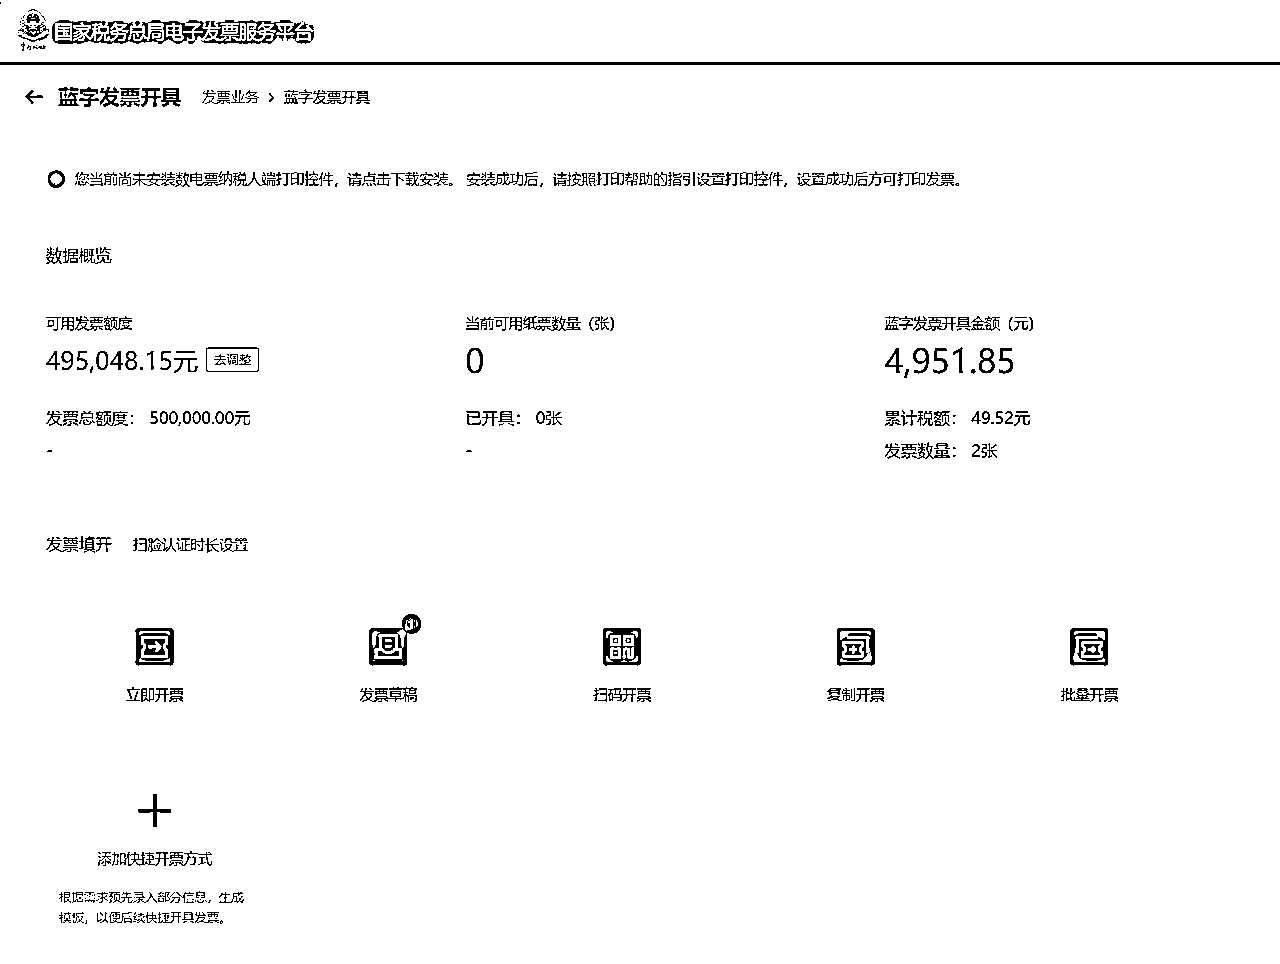 国家税务总局电子发票服务平台
蓝字发票开具 发票业务 > 蓝字发票开具
您当前尚未安装数电票纳税人端打印控件，请点击下载安装。 安装成功后，请按照打印帮助的指引设置打印控件，设置成功后方可打印发票。
数据概览
可用发票额度 当前可用纸票数量（张） 蓝字发票开具金额（元）
495,048.15元 去调整 0 4,951.85
发票总额度： 500,000.00元 已开具： 0张 累计税额： 49.52元
- - 发票数量： 2张
发票填开 扫脸认证时长设置
立即开票 发票草稿 扫码开票 复制开票 批量开票
添加快捷开票方式
根据需求预先录入部分信息，生成
模板，以便后续快捷开具发票。